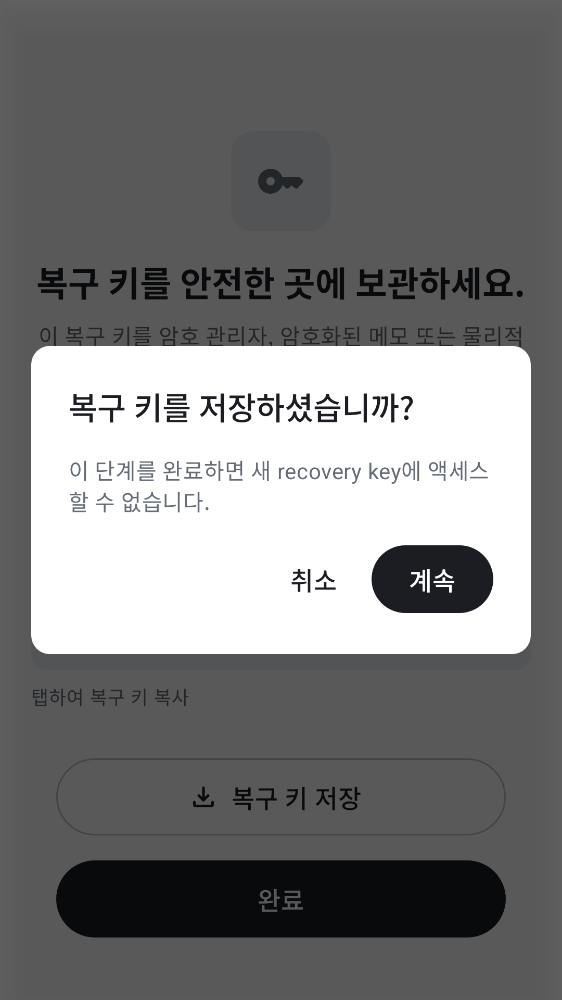 복구 키를 안전한 곳에 보관하세요.
이 복구 키를 암호 관리자, 암호화된 메모 또는 물리적
복구 키를 저장하셨습니까?
이 단계를 완료하면 새 recovery key에 액세스
할 수 없습니다.
취소
계속
탭하여 복구 키 복사
복구 키 저장
완료